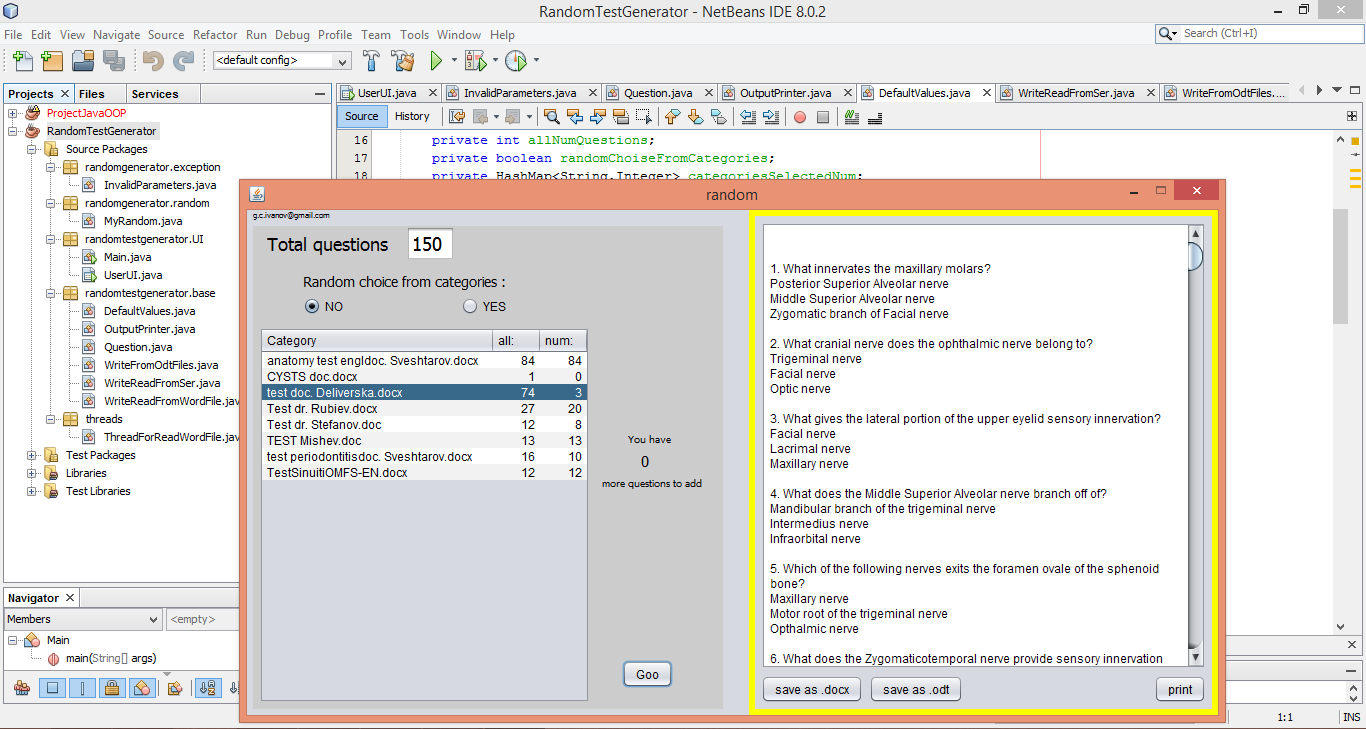 RandomTestGenerator - NetBeans IDE 8.0.2
File Edit View Navigate Source Refactor Run Debug Profile Team Tools Window Help
Search (Ctrl+I)
<default config>
Projects Files Services
UserUI.java InvalidParameters.java Question.java OutputPrinter.java DefaultValues.java WriteReadFromSer.java WriteFromOdtFiles....
ProjectJavaOOP
RandomTestGenerator
Source Packages
randomgenerator.exception
InvalidParameters.java
randomgenerator.random
MyRandom.java
randomtestgenerator.UI
Main.java
UserUI.java
randomtestgenerator.base
DefaultValues.java
OutputPrinter.java
Question.java
WriteFromOdtFiles.java
WriteReadFromSer.java
WriteReadFromWordFile.jav
threads
ThreadForReadWordFile.jav
Test Packages
Libraries
Test Libraries
Navigator
Members
<empty>
Main
main(String[] args)
Source History
16 private int allNumQuestions;
17 private boolean randomChoiseFromCategories;
18 private HashMap<String,Integer> categoriesSelectedNum;
random
g.c.ivanov@gmail.com
Total questions 150
Random choice from categories :
NO YES
Category all: num:
anatomy test engldoc. Sveshtarov.docx 84 84
CYSTS doc.docx 1 0
test doc. Deliverska.docx 74 3
Test dr. Rubiev.docx 27 20
Test dr. Stefanov.doc 12 8
TEST Mishev.doc 13 13
test periodontitisdoc. Sveshtarov.docx 16 10
TestSinuitiOMFS-EN.docx 12 12
You have
0
more questions to add
Goo
1. What innervates the maxillary molars?
Posterior Superior Alveolar nerve
Middle Superior Alveolar nerve
Zygomatic branch of Facial nerve
2. What cranial nerve does the ophthalmic nerve belong to?
Trigeminal nerve
Facial nerve
Optic nerve
3. What gives the lateral portion of the upper eyelid sensory innervation?
Facial nerve
Lacrimal nerve
Maxillary nerve
4. What does the Middle Superior Alveolar nerve branch off of?
Mandibular branch of the trigeminal nerve
Intermedius nerve
Infraorbital nerve
5. Which of the following nerves exits the foramen ovale of the sphenoid
bone?
Maxillary nerve
Motor root of the trigeminal nerve
Opthalmic nerve
6. What does the Zygomaticotemporal nerve provide sensory innervation
save as .docx save as .odt print
1:1 INS